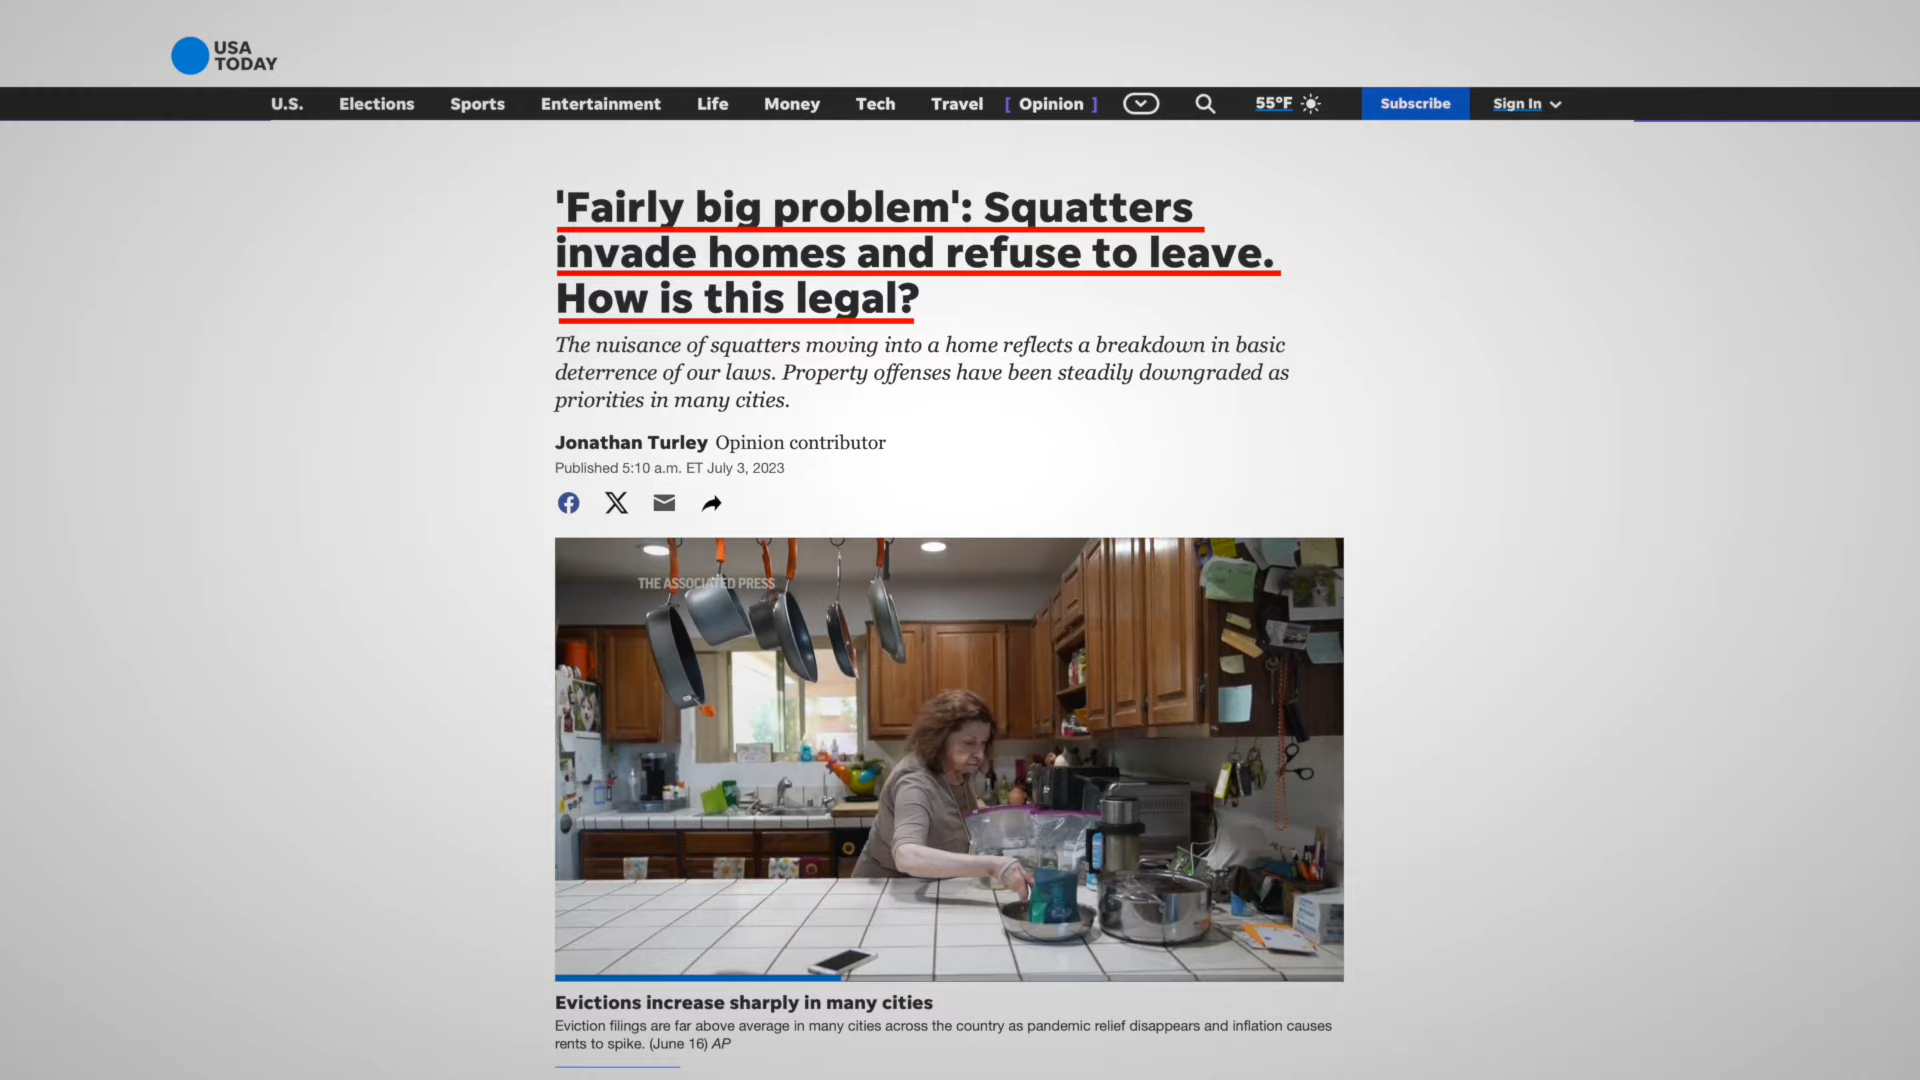 USA
TODAY
U.S. Elections Sports Entertainment Life Money Tech Travel [ Opinion ] 55°F Subscribe Sign In
'Fairly big problem': Squatters
invade homes and refuse to leave.
How is this legal?
The nuisance of squatters moving into a home reflects a breakdown in basic
deterrence of our laws. Property offenses have been steadily downgraded as
priorities in many cities.
Jonathan Turley Opinion contributor
Published 5:10 a.m. ET July 3, 2023
THE ASSOCIATED PRESS
Evictions increase sharply in many cities
Eviction filings are far above average in many cities across the country as pandemic relief disappears and inflation causes
rents to spike. (June 16) AP